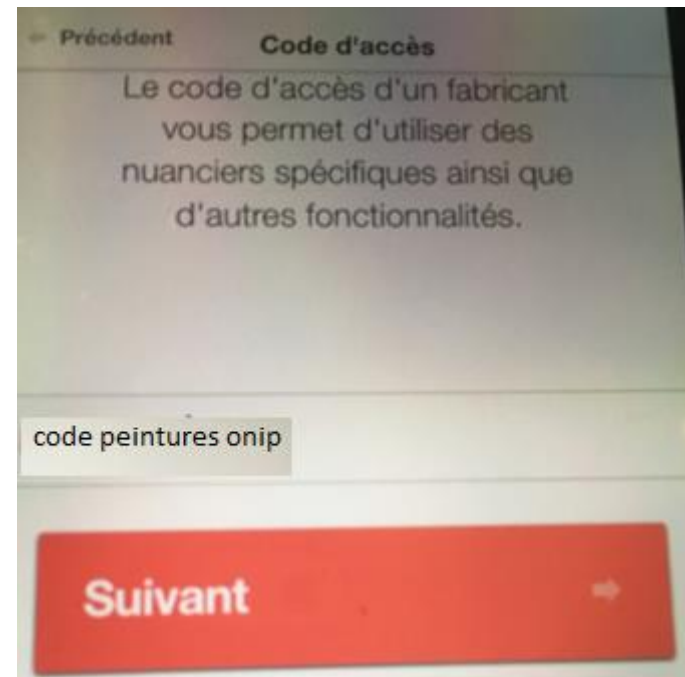 Précédent
Code d'accès
Le code d'accès d'un fabricant
vous permet d'utiliser des
nuanciers spécifiques ainsi que
d'autres fonctionnalités.
code peintures onip
Suivant